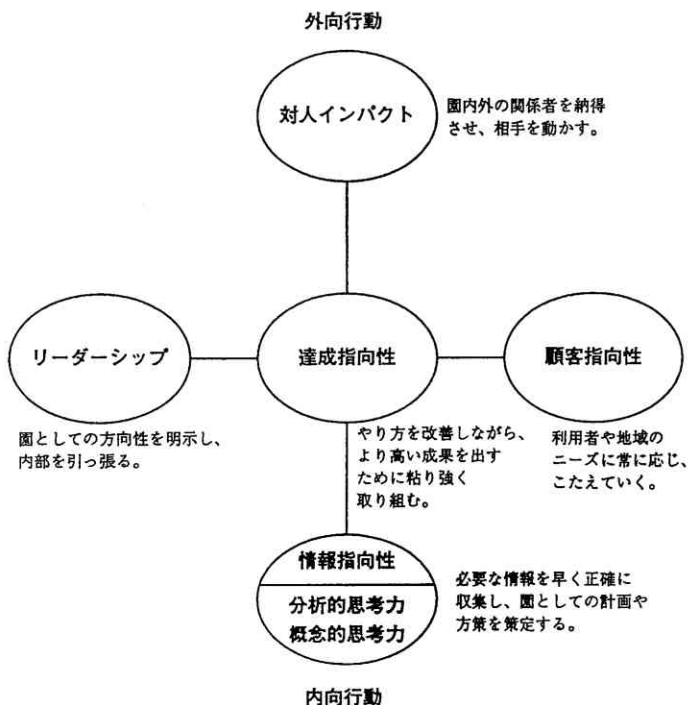 外向行動
対人インパクト
園内外の関係者を納得
させ、相手を動かす。
リーダーシップ
達成指向性
顧客指向性
園としての方向性を明示し、
内部を引っ張る。
やり方を改善しながら、
より高い成果を出す
ために粘り強く
取り組む。
利用者や地域の
ニーズに常に応じ、
こたえていく。
情報指向性
分析的思考力
概念的思考力
必要な情報を早く正確に
収集し、園としての計画や
方策を策定する。
内向行動